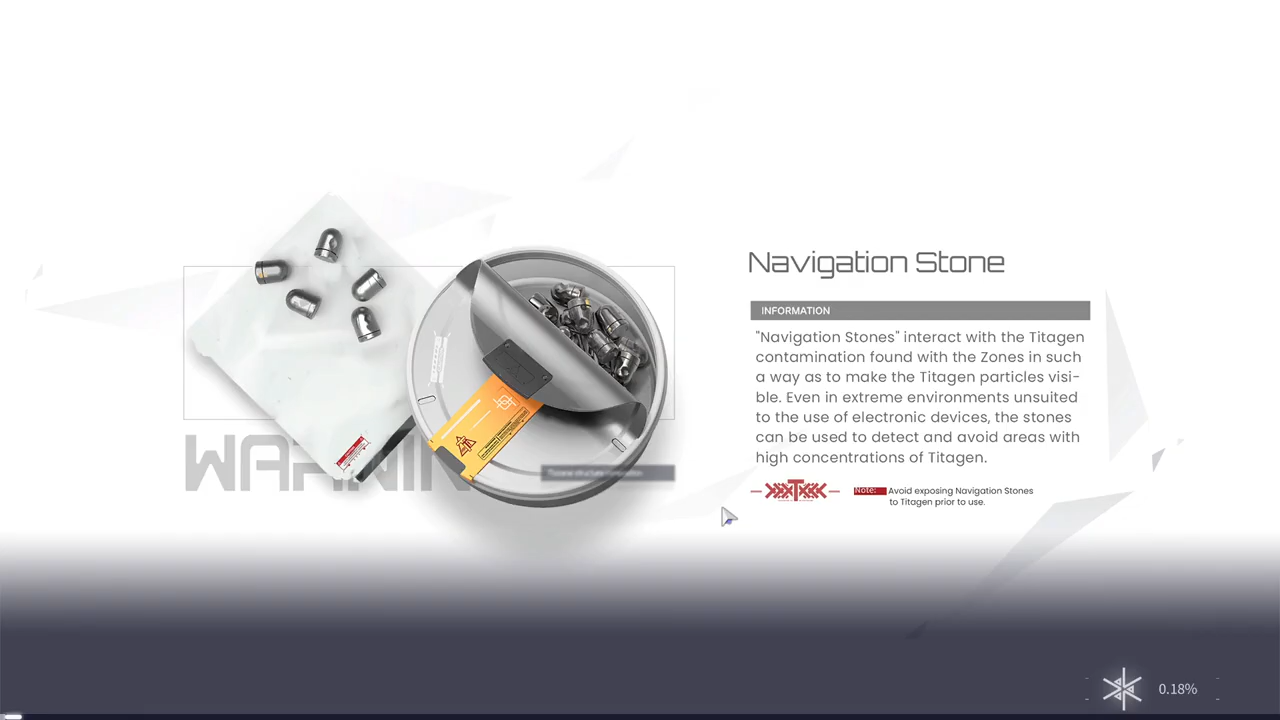 Navigation Stone
INFORMATION
"Navigation Stones" interact with the Titagen
contamination found with the Zones in such
a way as to make the Titagen particles visi-
ble. Even in extreme environments unsuited
to the use of electronic devices, the stones
can be used to detect and avoid areas with
high concentrations of Titagen.
Note: Avoid exposing Navigation Stones
to Titagen prior to use.
0.18%